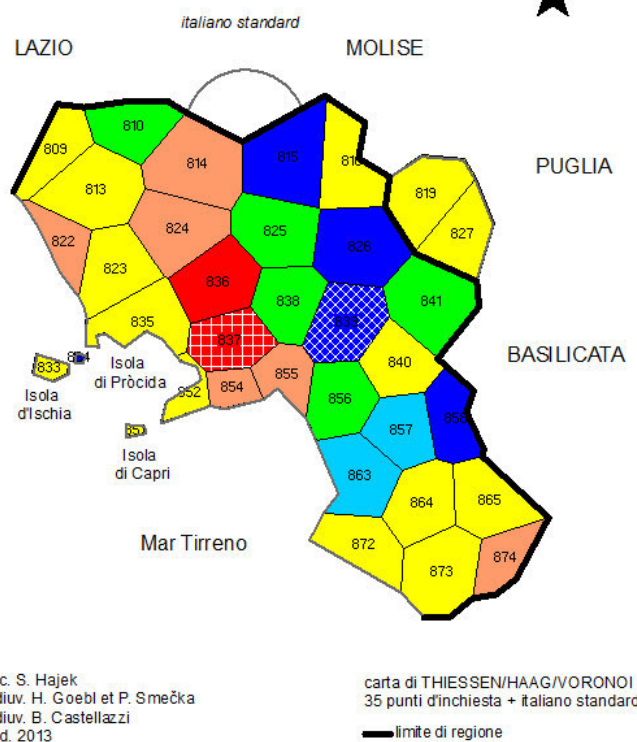 italiano standard
LAZIO
MOLISE
PUGLIA
BASILICATA
809
810
814
815
813
819
827
822
824
825
826
823
836
838
841
835
837
840
833
Isola
di Pròcida
Isola
d'Ischia
854
855
856
857
Isola
di Capri
863
864
865
Mar Tirreno
872
873
874
c. S. Hajek
diuv. H. Goebl et P. Smečka
diuv. B. Castellazzi
d. 2013
carta di THIESSEN/HAAG/VORONOI
35 punti d'inchiesta + italiano standard
limite di regione